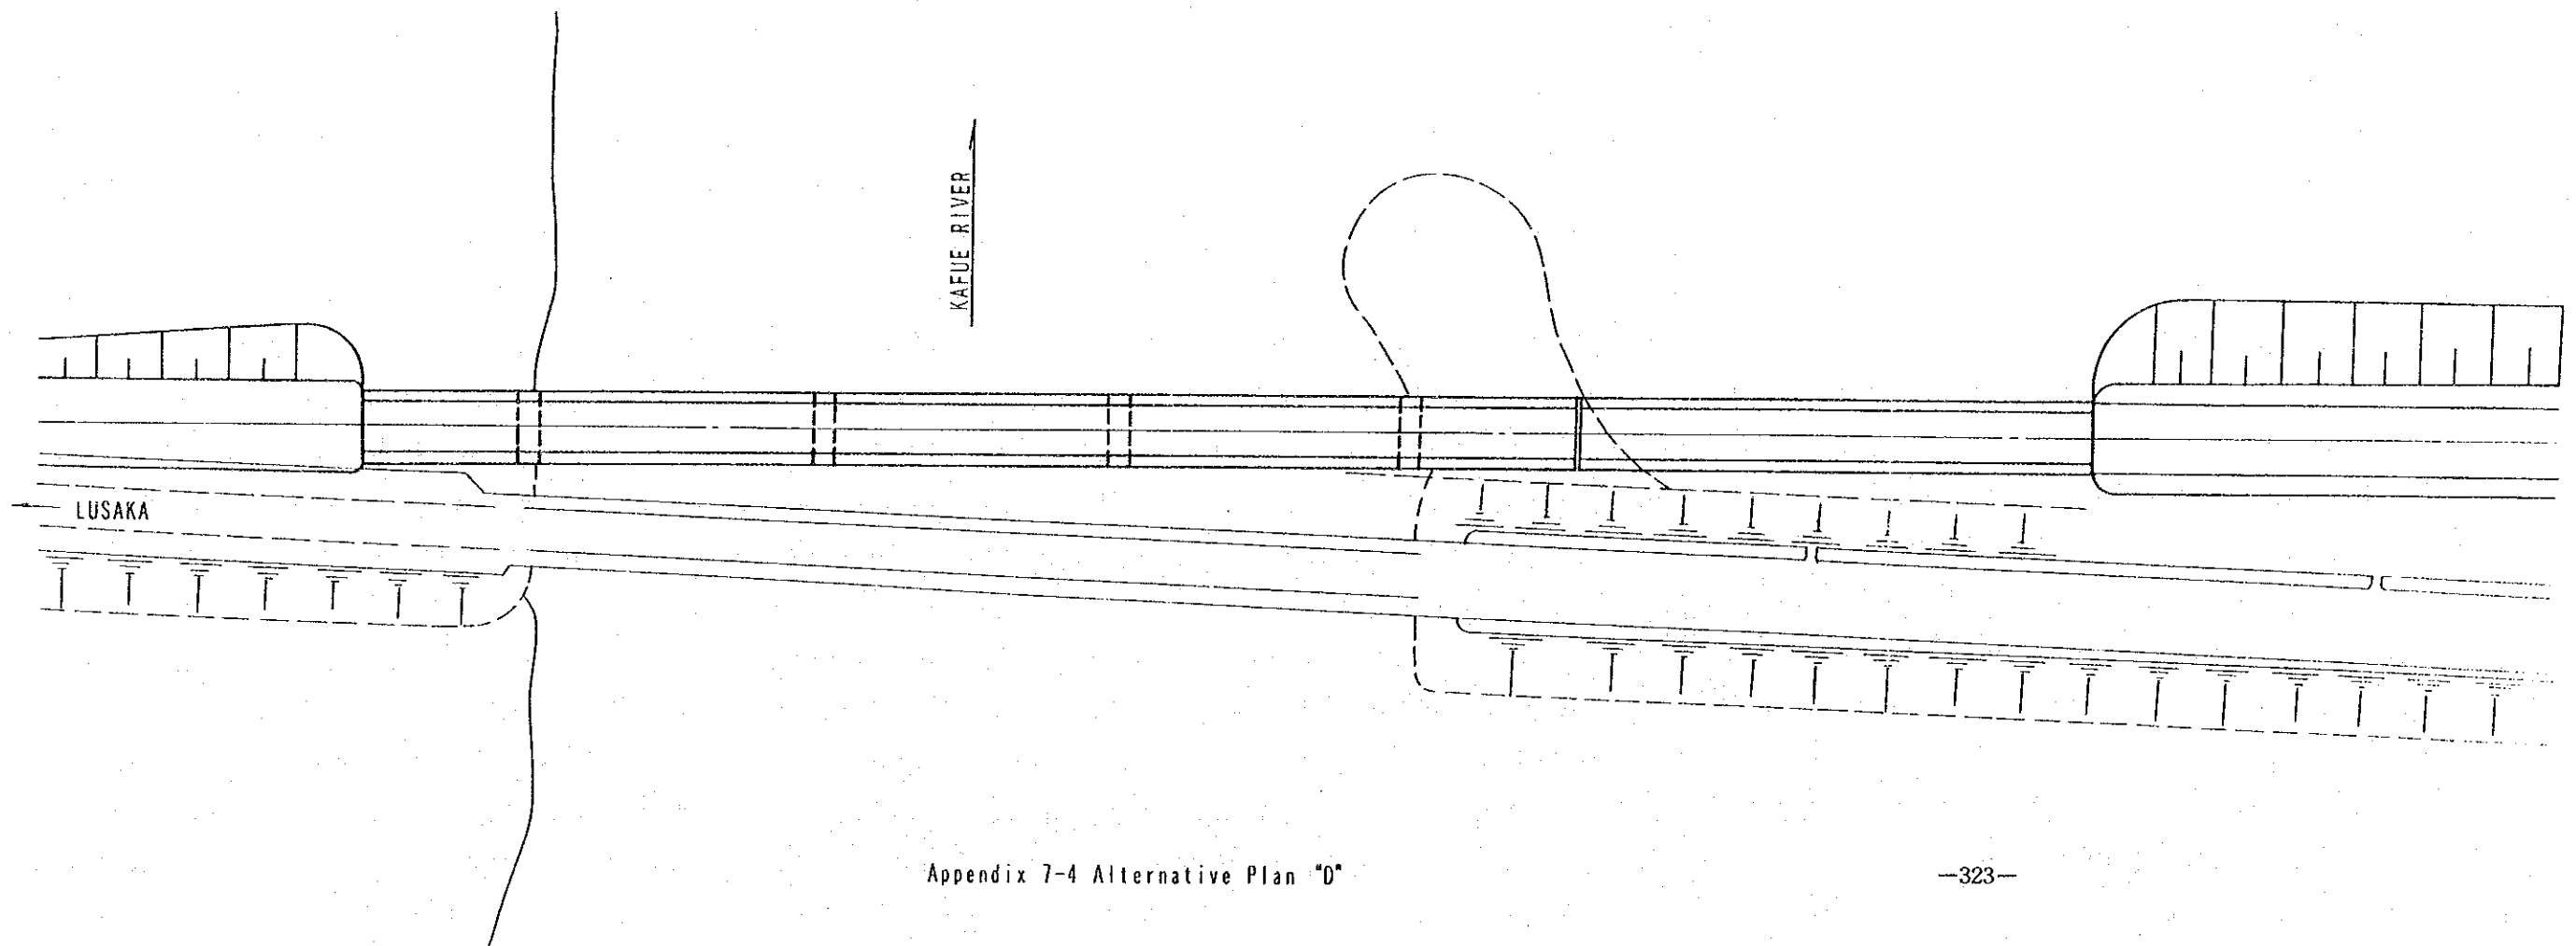 KAFUE RIVER
LUSAKA
Appendix 7-4 Alternative Plan "D"
—323—